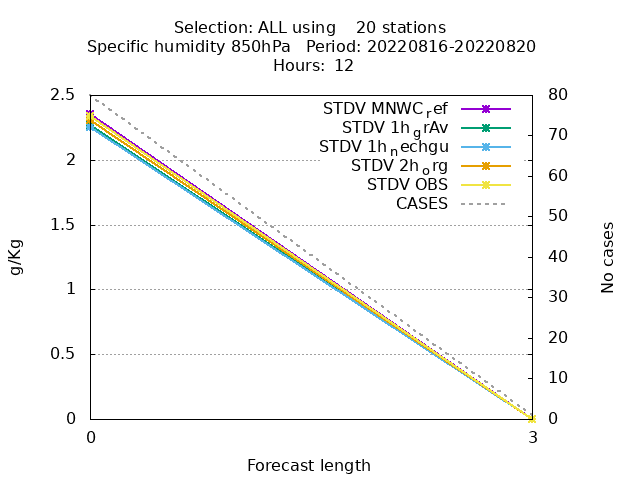 Selection: ALL using    20 stations
Specific humidity 850hPa   Period: 20220816-20220820
Hours:  12
2.5
2
1.5
1
0.5
0
80
70
60
50
40
30
20
10
0
g/Kg
No cases
STDV MNWC_ref
STDV 1h_grAv
STDV 1h_nechgu
STDV 2h_org
STDV OBS
CASES
0
3
Forecast length